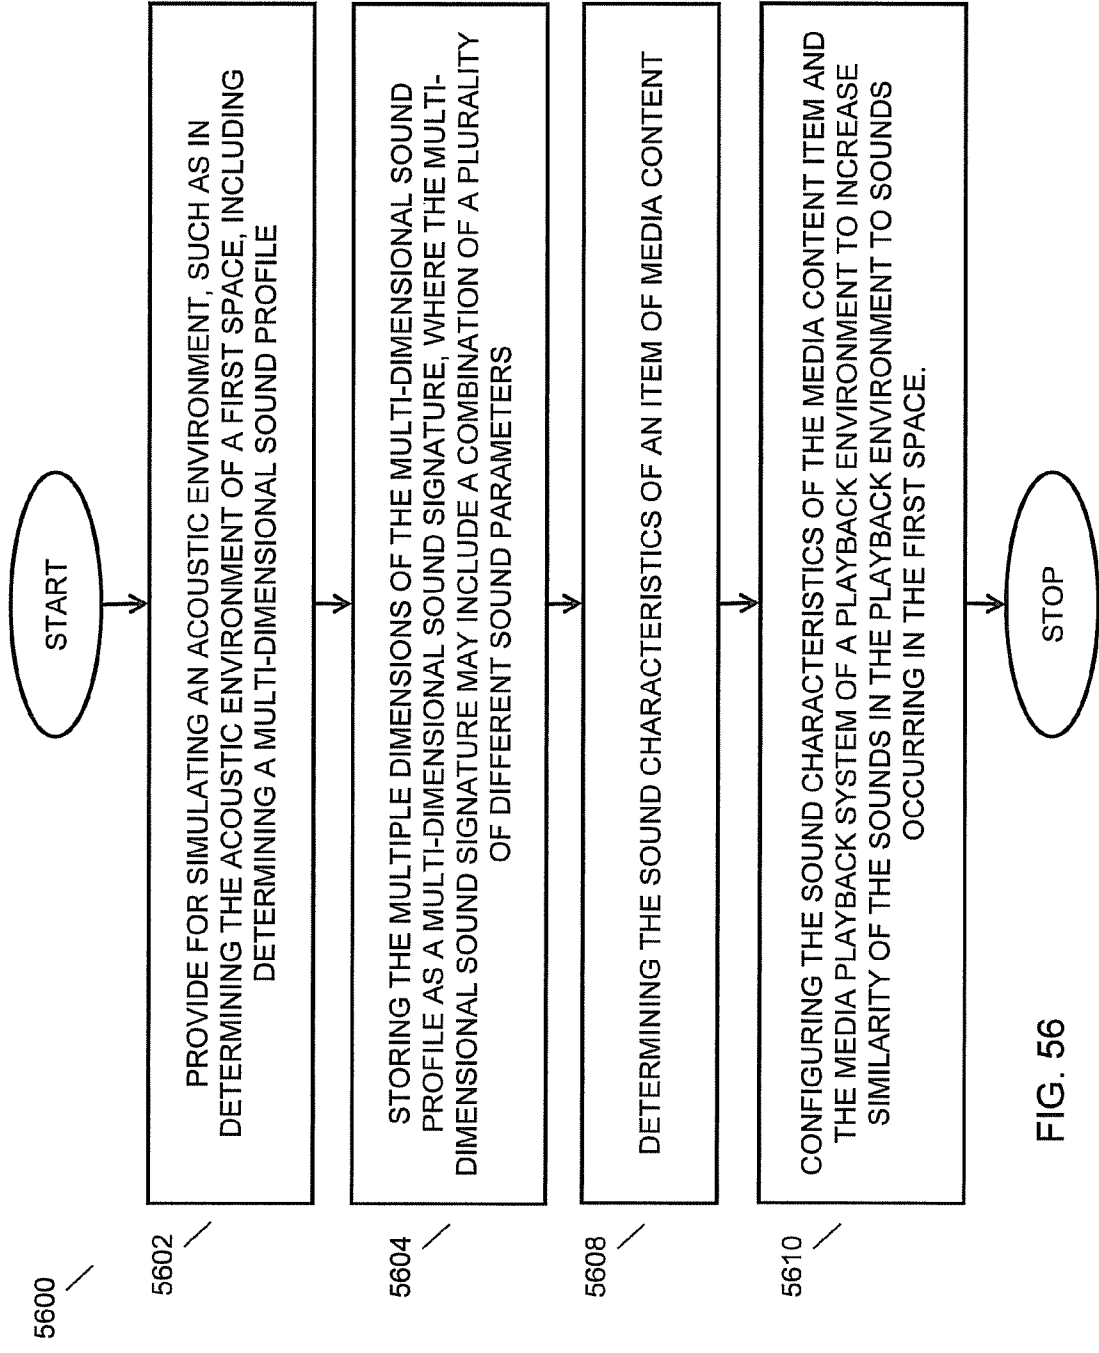 5600
START
5602
PROVIDE FOR SIMULATING AN ACOUSTIC ENVIRONMENT, SUCH AS IN
DETERMINING THE ACOUSTIC ENVIRONMENT OF A FIRST SPACE, INCLUDING
DETERMINING A MULTI-DIMENSIONAL SOUND PROFILE
5604
STORING THE MULTIPLE DIMENSIONS OF THE MULTI-DIMENSIONAL SOUND
PROFILE AS A MULTI-DIMENSIONAL SOUND SIGNATURE, WHERE THE MULTI-
DIMENSIONAL SOUND SIGNATURE MAY INCLUDE A COMBINATION OF A PLURALITY
OF DIFFERENT SOUND PARAMETERS
5608
DETERMINING THE SOUND CHARACTERISTICS OF AN ITEM OF MEDIA CONTENT
5610
CONFIGURING THE SOUND CHARACTERISTICS OF THE MEDIA CONTENT ITEM AND
THE MEDIA PLAYBACK SYSTEM OF A PLAYBACK ENVIRONMENT TO INCREASE
SIMILARITY OF THE SOUNDS IN THE PLAYBACK ENVIRONMENT TO SOUNDS
OCCURRING IN THE FIRST SPACE.
STOP
FIG. 56